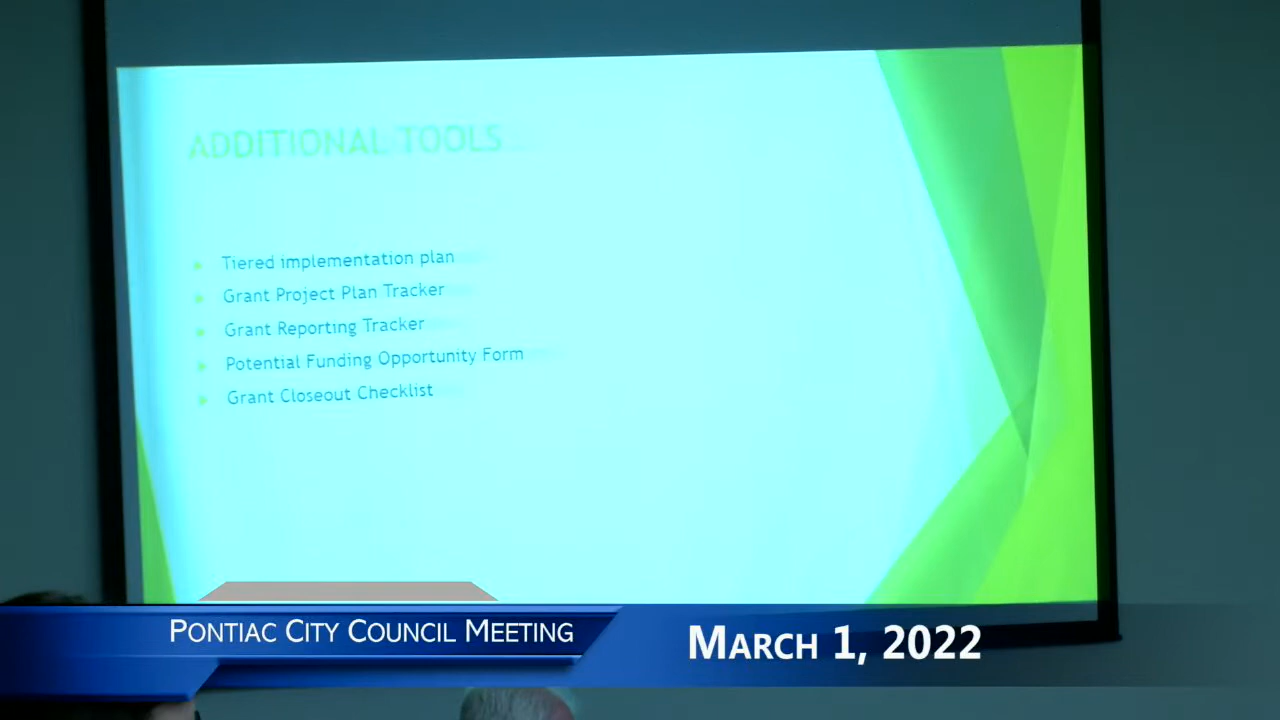 ADDITIONAL TOOLS
Tiered implementation plan
Grant Project Plan Tracker
Grant Reporting Tracker
Potential Funding Opportunity Form
Grant Closeout Checklist
PONTIAC CITY COUNCIL MEETING
MARCH 1, 2022